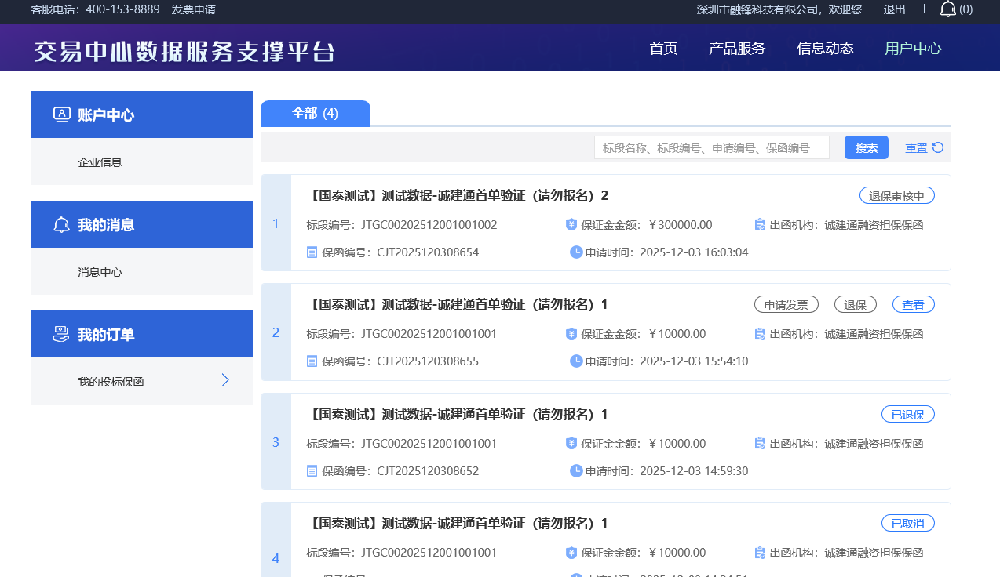 客服电话：400-153-8889 发票申请 深圳市融锋科技有限公司，欢迎您 退出 | (0)
交易中心数据服务支撑平台 首页 产品服务 信息动态 用户中心
账户中心
企业信息
我的消息
消息中心
我的订单
我的投标保函
全部 (4)
标段名称、标段编号、申请编号、保函编号 搜索 重置
1
【国泰测试】测试数据-诚建通首单验证（请勿报名）2 退保审核中
标段编号：JTGC00202512001001002 保证金金额：￥300000.00 出函机构：诚建通融资担保保函
保函编号：CJT2025120308654 申请时间：2025-12-03 16:03:04
2
【国泰测试】测试数据-诚建通首单验证（请勿报名）1 申请发票 退保 查看
标段编号：JTGC00202512001001001 保证金金额：￥10000.00 出函机构：诚建通融资担保保函
保函编号：CJT2025120308655 申请时间：2025-12-03 15:54:10
3
【国泰测试】测试数据-诚建通首单验证（请勿报名）1 已退保
标段编号：JTGC00202512001001001 保证金金额：￥10000.00 出函机构：诚建通融资担保保函
保函编号：CJT2025120308652 申请时间：2025-12-03 14:59:30
4
【国泰测试】测试数据-诚建通首单验证（请勿报名）1 已取消
标段编号：JTGC00202512001001001 保证金金额：￥10000.00 出函机构：诚建通融资担保保函